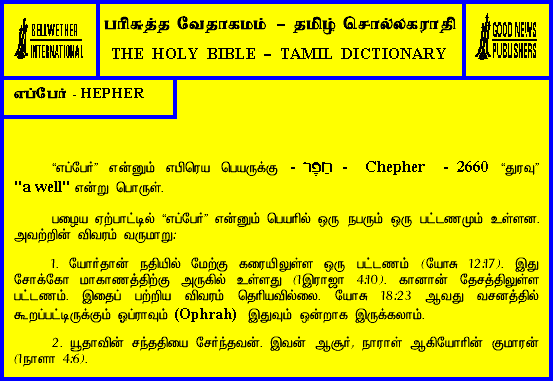 BELLWETHER
INTERNATIONAL
பரிசுத்த வேதாகமம் – தமிழ் சொல்லகராதி
THE HOLY BIBLE – TAMIL DICTIONARY
GOOD NEWS
PUBLISHERS
எப்பேர் - HEPHER
“எப்பேர்” என்னும் எபிரெய பெயருக்கு - חֵפֶר - Chepher - 2660 “துரவு”
"a well" என்று பொருள்.
பழைய ஏற்பாட்டில் “எப்பேர்” என்னும் பெயரில் ஒரு நபரும் ஒரு பட்டணமும் உள்ளன.
அவற்றின் விவரம் வருமாறு:
1. யோர்தான் நதியில் மேற்கு கரையிலுள்ள ஒரு பட்டணம் (யோசு 12:17). இது
சோக்கோ மாகாணத்திற்கு அருகில் உள்ளது (1இராஜா 4:10). கானான் தேசத்திலுள்ள
பட்டணம். இதைப் பற்றிய விவரம் தெரியவில்லை. யோசு 18:23 ஆவது வசனத்தில்
கூறப்பட்டிருக்கும் ஒப்ராவும் (Ophrah) இதுவும் ஒன்றாக இருக்கலாம்.
2. யூதாவின் சந்ததியை சேர்ந்தவன். இவன் ஆசூர், நாராள் ஆகியோரின் குமாரன்
(1நாளா 4:6).